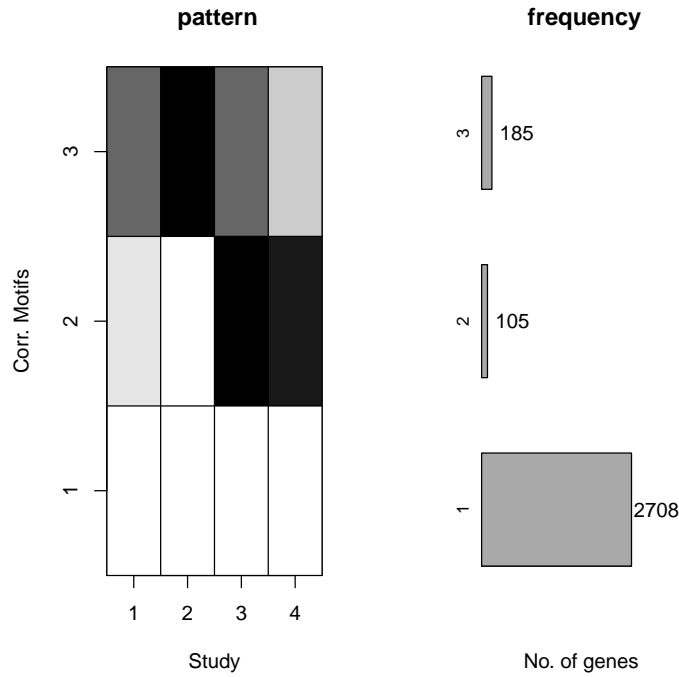 pattern
frequency
Corr. Motifs
3
2
1
1 2 3 4
Study
3
185
2
105
1
2708
No. of genes